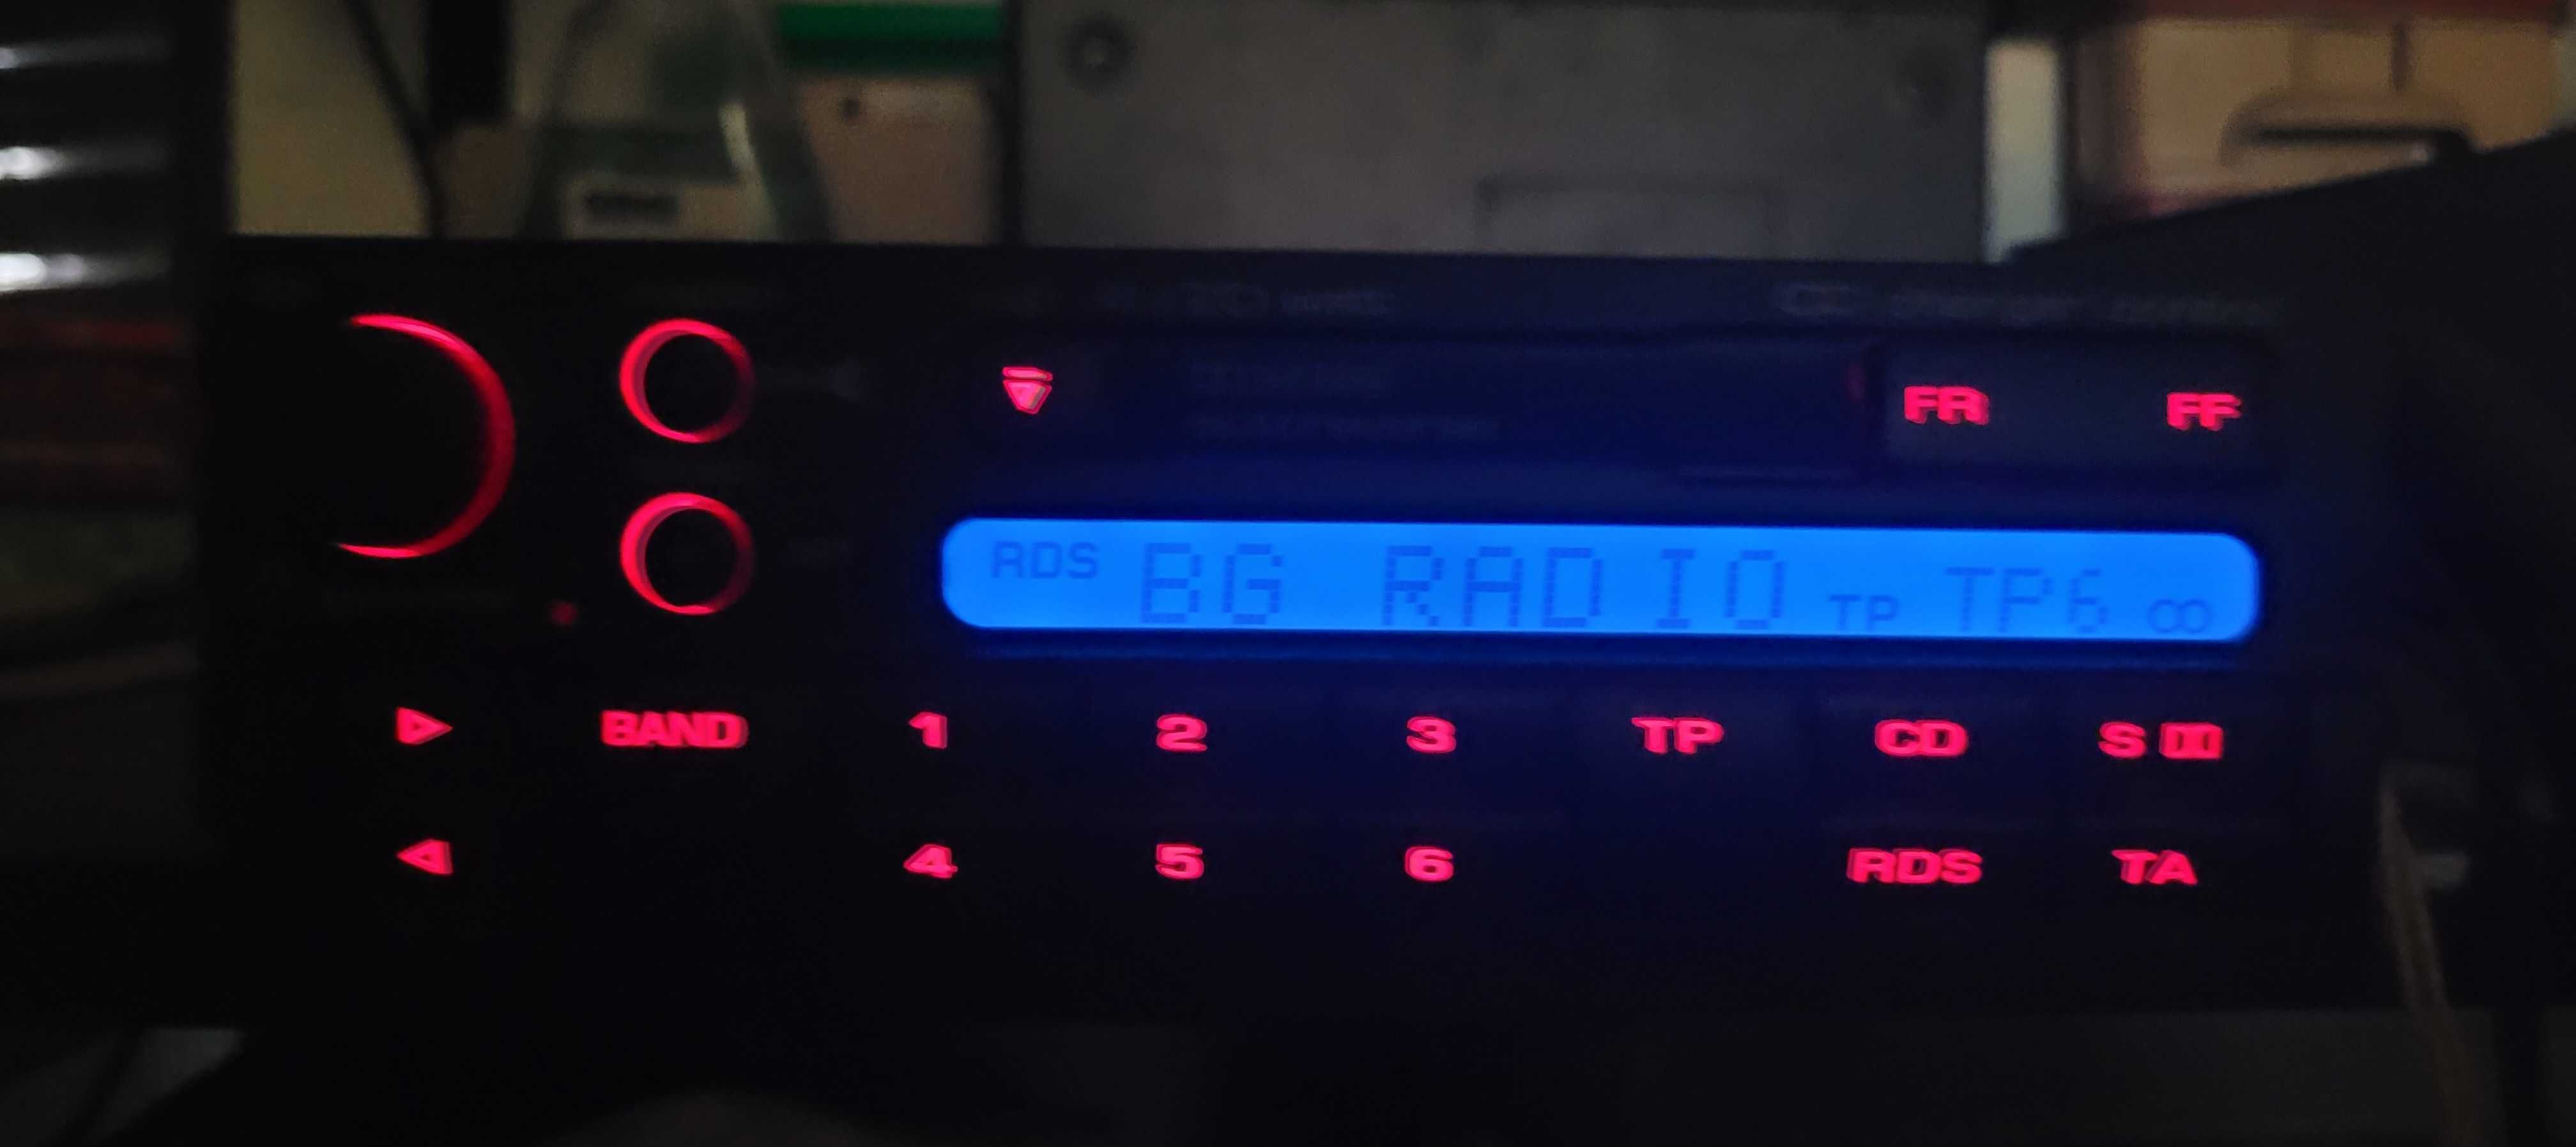 FR FF
RDS BG RADIO TP TP6 ∞
BAND 1 2 3 TP CD S
4 5 6 RDS TA